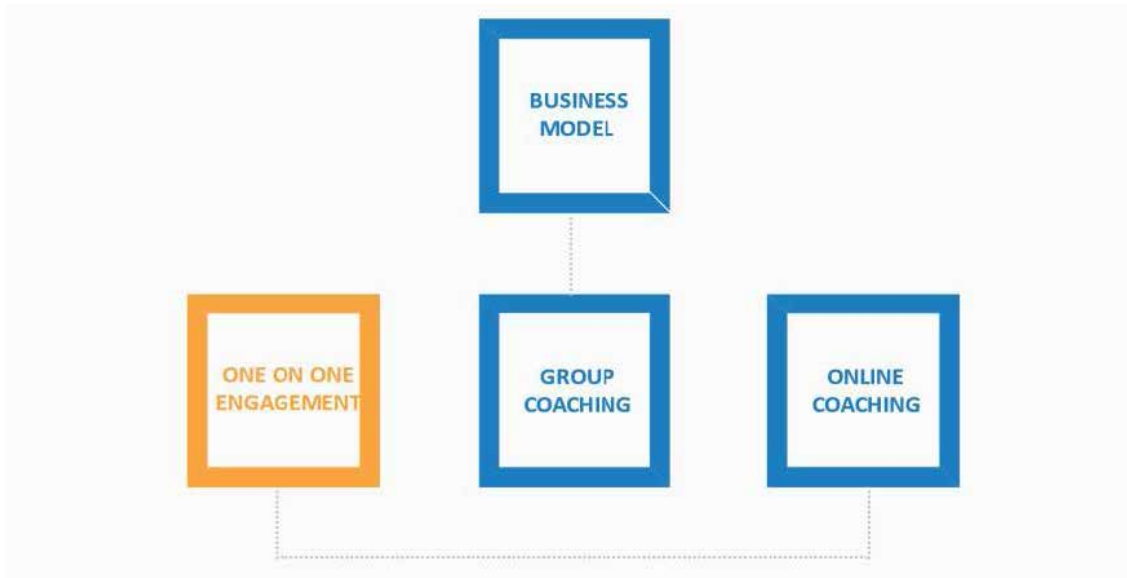 BUSINESS
MODEL
ONE ON ONE
ENGAGEMENT
GROUP
COACHING
ONLINE
COACHING